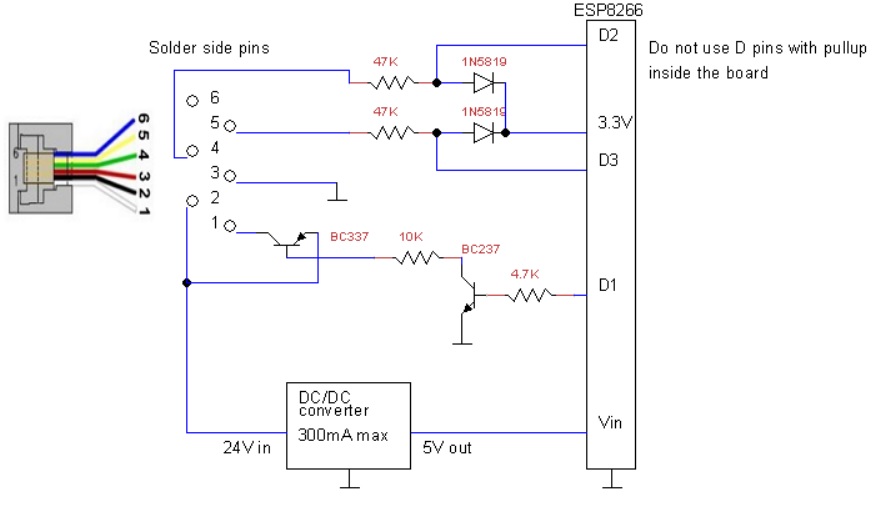 ESP8266
Solder side pins
D2
Do not use D pins with pullup
inside the board
47K
1N5819
6
5
4
3
2
1
6
5
4
3
2
1
6
1
47K
1N5819
3.3V
D3
BC337
10K
BC237
4.7K
D1
DC/DC
converter
300mA max
24V in
5V out
Vin